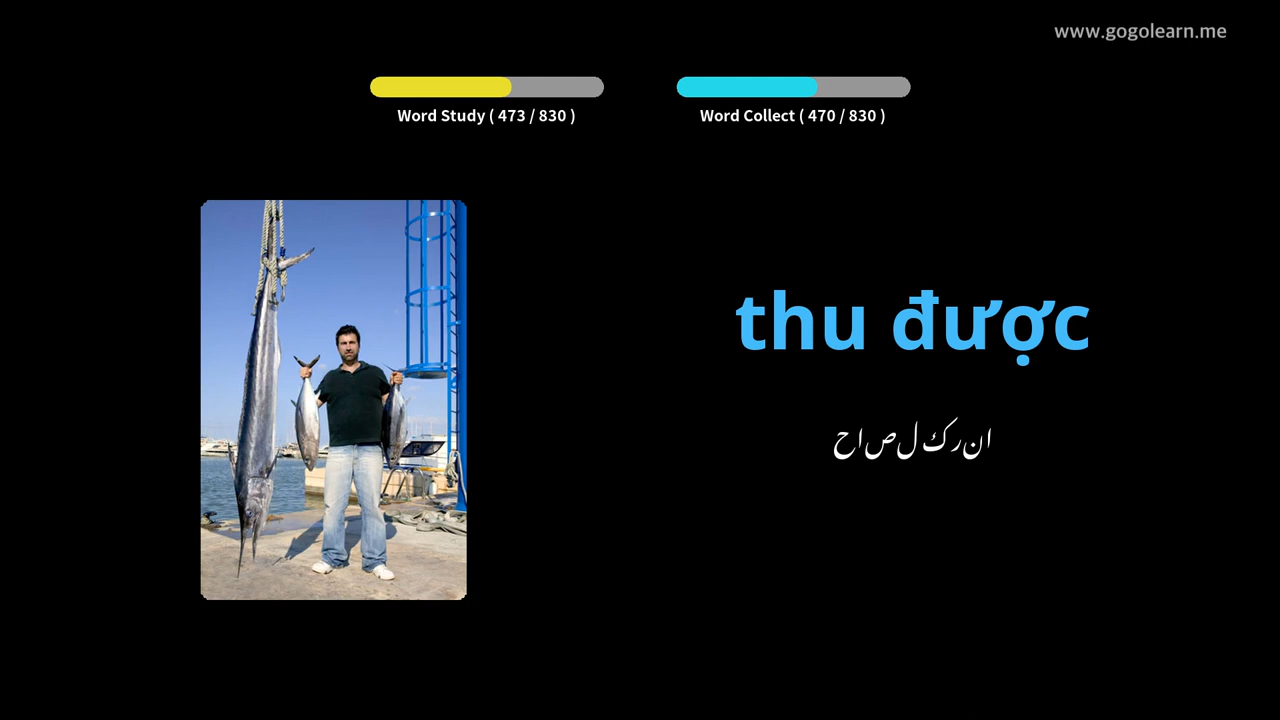 www.gogolearn.me
Word Study ( 473 / 830 )
Word Collect ( 470 / 830 )
thu được
حاصل کرنا